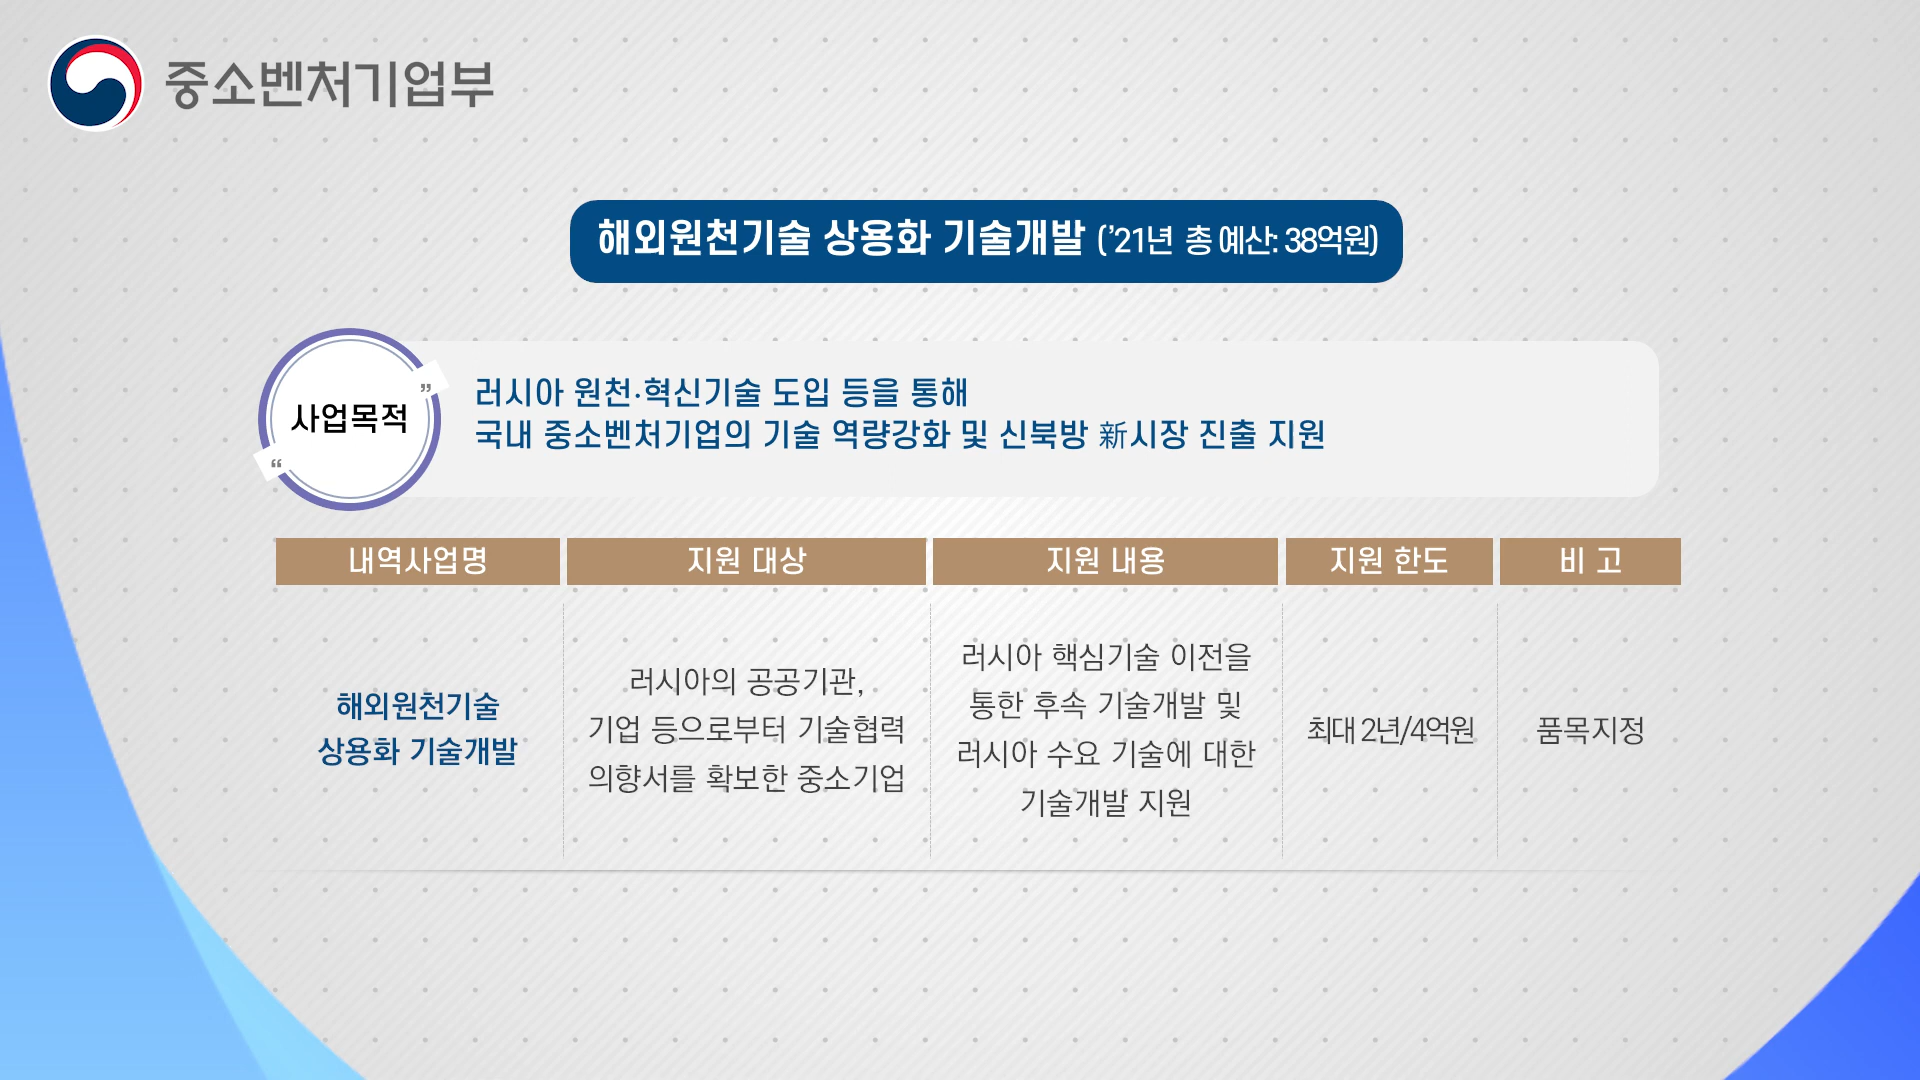 중소벤처기업부
해외원천기술 상용화 기술개발 (’21년 총 예산: 38억원)
사업목적
러시아 원천·혁신기술 도입 등을 통해
국내 중소벤처기업의 기술 역량강화 및 신북방 新시장 진출 지원
내역사업명 지원 대상 지원 내용 지원 한도 비 고
해외원천기술
상용화 기술개발
러시아의 공공기관,
기업 등으로부터 기술협력
의향서를 확보한 중소기업
러시아 핵심기술 이전을
통한 후속 기술개발 및
러시아 수요 기술에 대한
기술개발 지원
최대 2년/4억원
품목지정